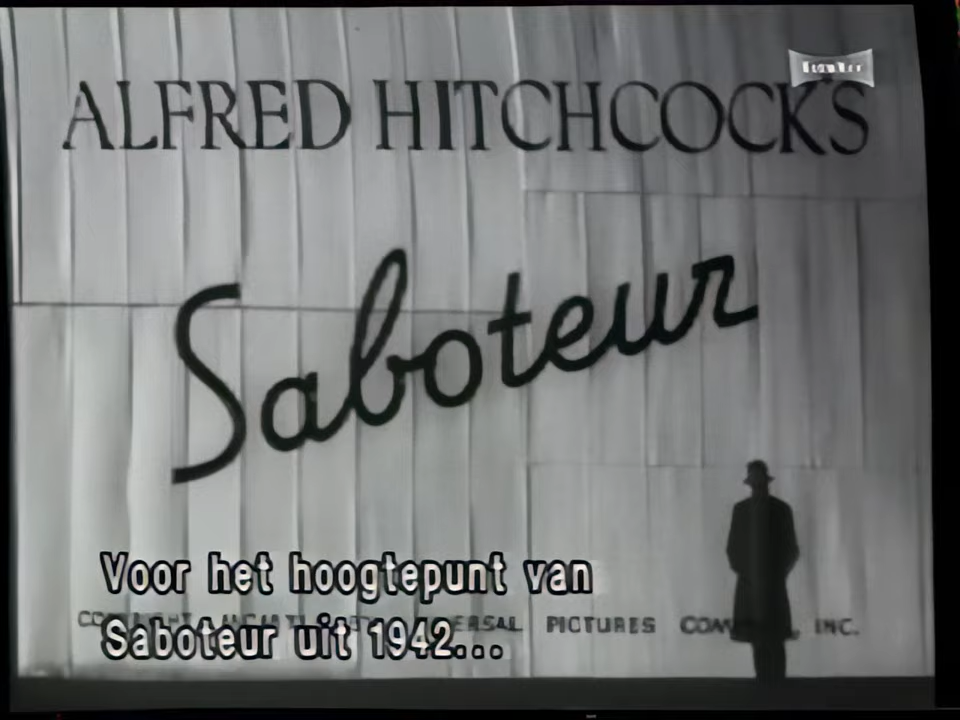 ALFRED HITCHCOCK'S
Saboteur
Voor het hoogtepunt van
PICTURES INC.
Saboteur uit 1942...